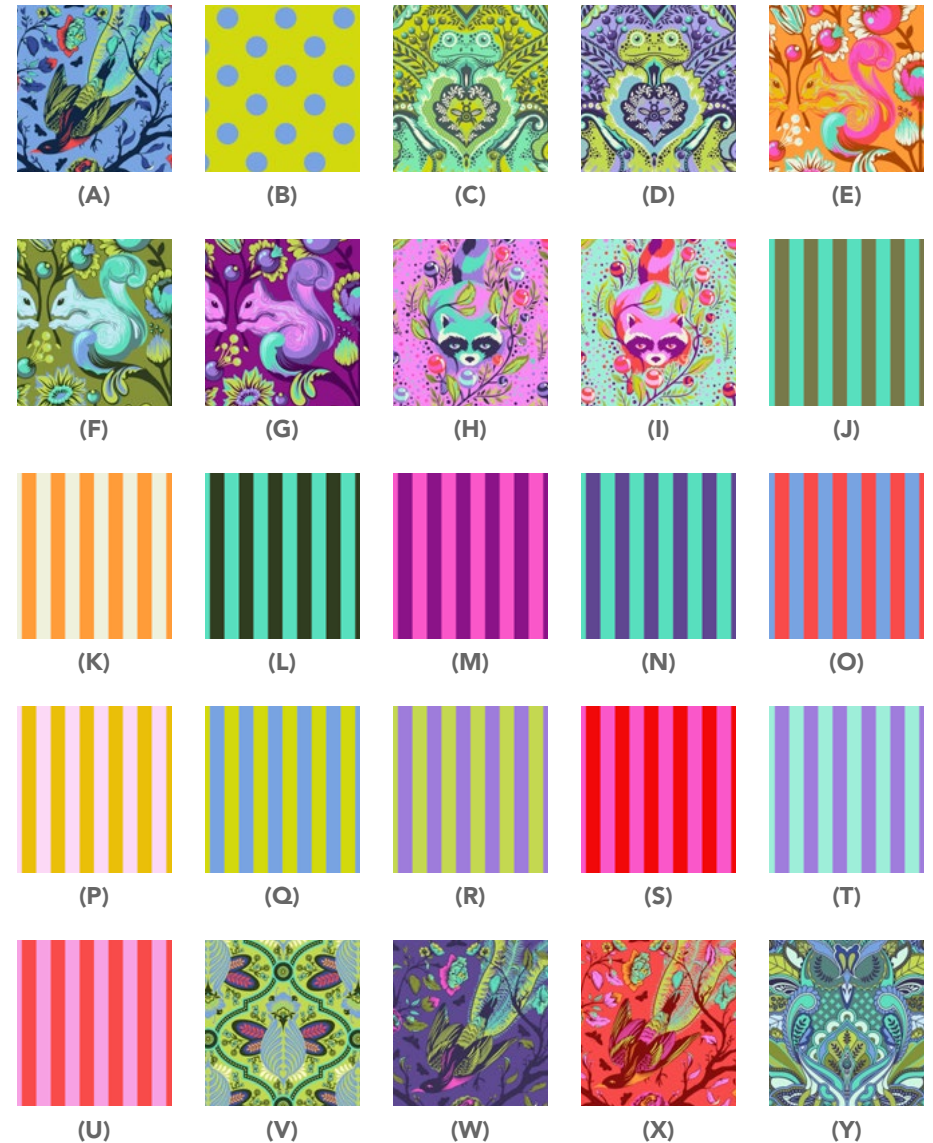 (A) (B) (C) (D) (E)
(F) (G) (H) (I) (J)
(K) (L) (M) (N) (O)
(P) (Q) (R) (S) (T)
(U) (V) (W) (X) (Y)